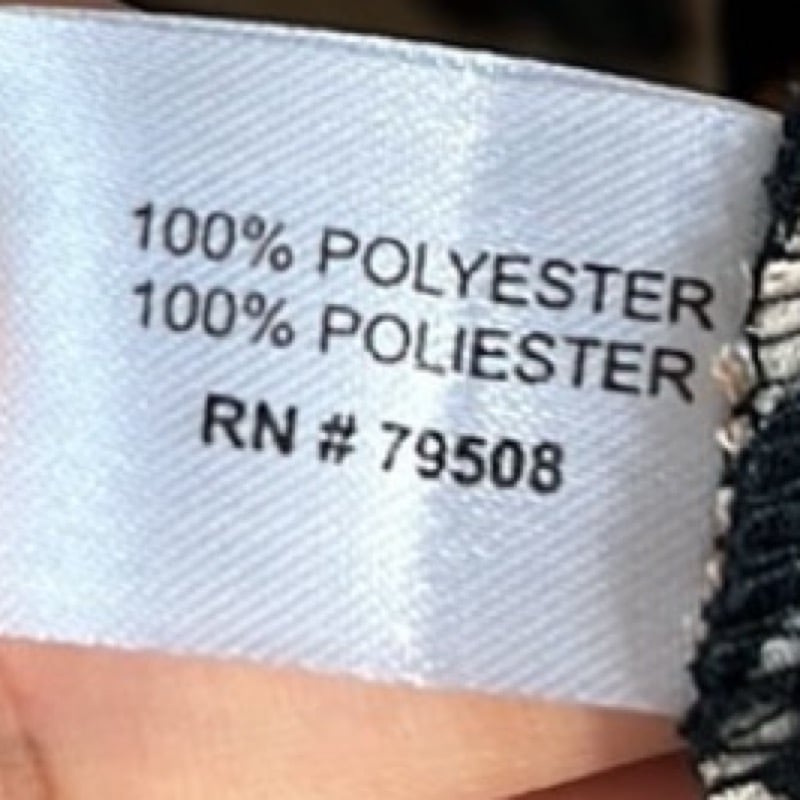 100% POLYESTER
100% POLIESTER
RN # 79508